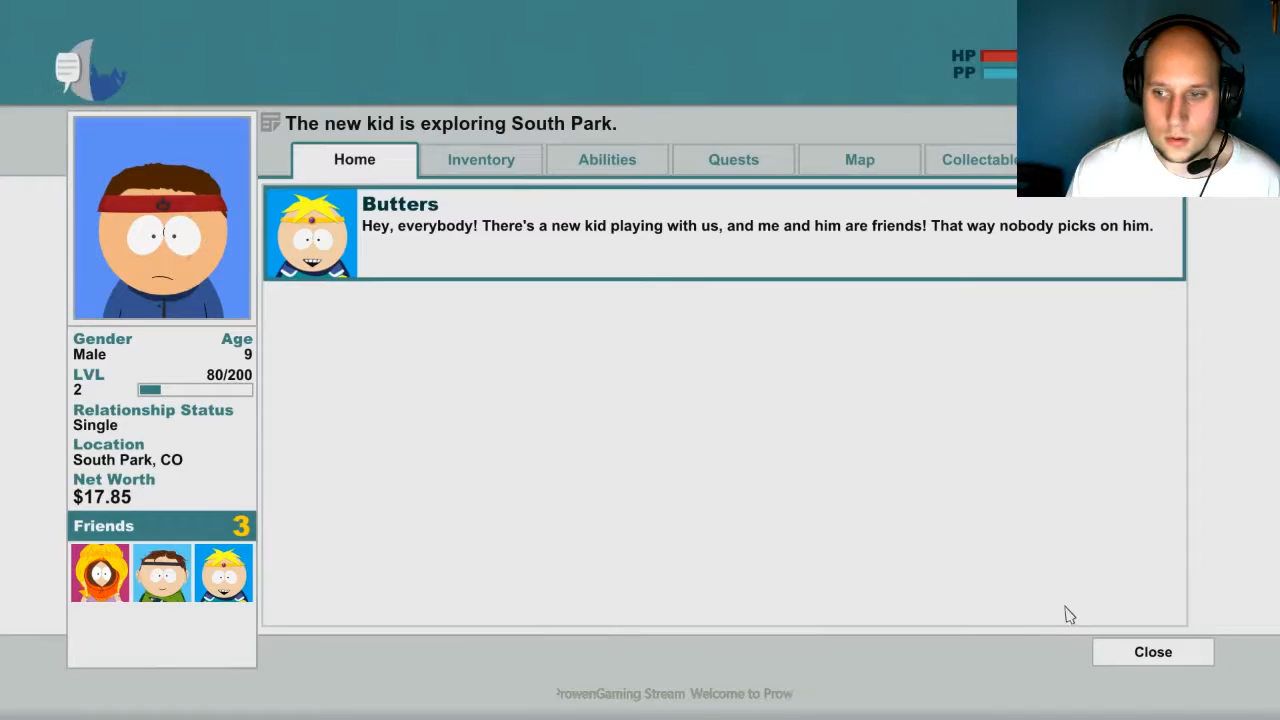 HP
PP
The new kid is exploring South Park.
Home
Inventory
Abilities
Quests
Map
Butters
Hey, everybody! There's a new kid playing with us, and me and him are friends! That way nobody picks on him.
Gender Age
Male 9
LVL 80/200
2
Relationship Status
Single
Location
South Park, CO
Net Worth
$17.85
Friends 3
Close
Gaming Stream Welcome to Prow